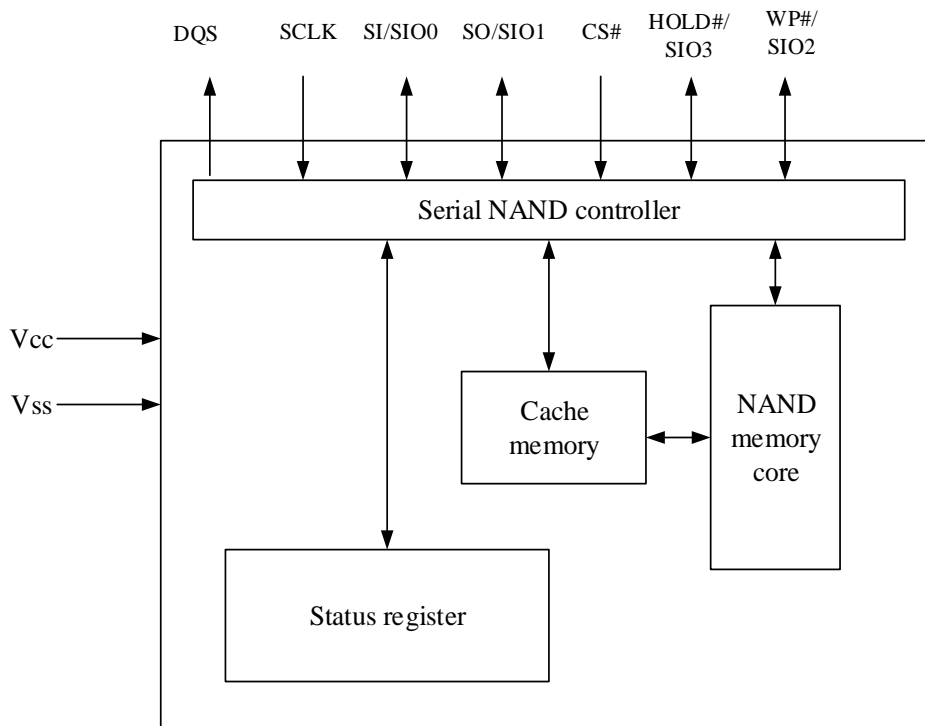 DQS
SCLK
SI/SIO0
SO/SIO1
CS#
HOLD#/
SIO3
WP#/
SIO2
Serial NAND controller
Vcc
Vss
Cache
memory
NAND
memory
core
Status register